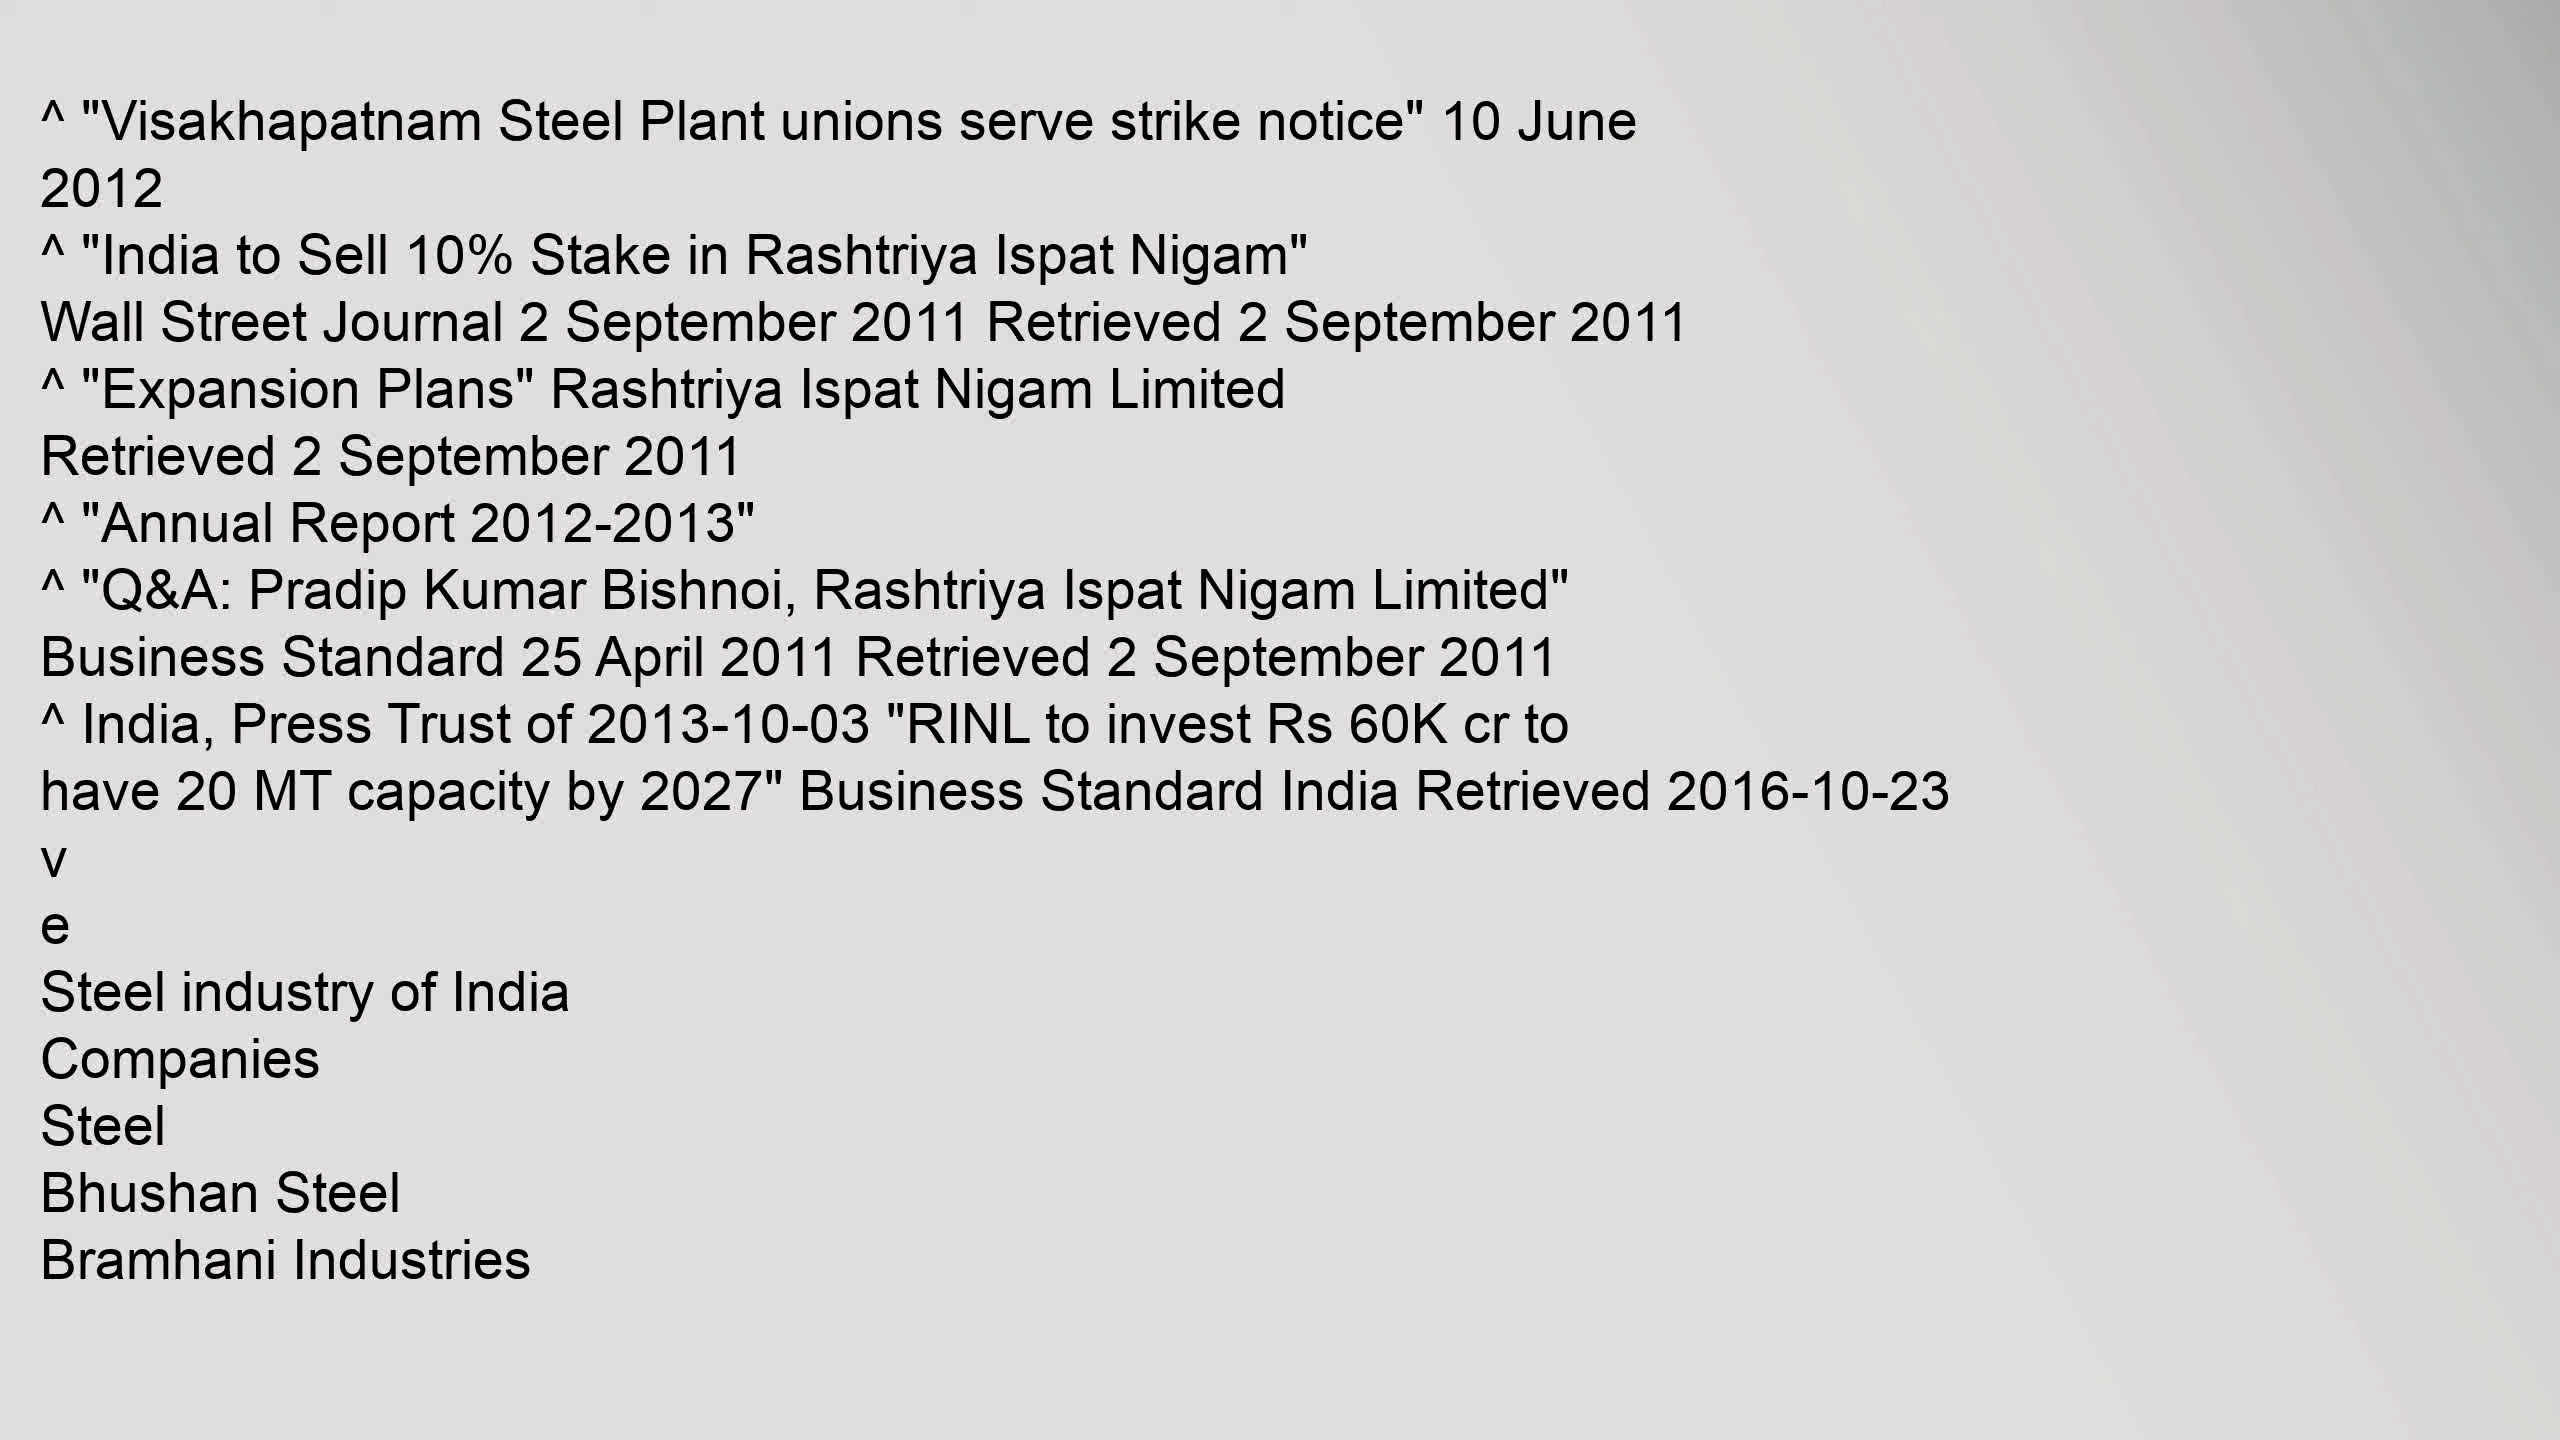 ^ "Visakhapatnam Steel Plant unions serve strike notice" 10 June
2012
^ "India to Sell 10% Stake in Rashtriya Ispat Nigam"
Wall Street Journal 2 September 2011 Retrieved 2 September 2011
^ "Expansion Plans" Rashtriya Ispat Nigam Limited
Retrieved 2 September 2011
^ "Annual Report 2012-2013"
^ "Q&A: Pradip Kumar Bishnoi, Rashtriya Ispat Nigam Limited"
Business Standard 25 April 2011 Retrieved 2 September 2011
^ India, Press Trust of 2013-10-03 "RINL to invest Rs 60K cr to
have 20 MT capacity by 2027" Business Standard India Retrieved 2016-10-23
v
e
Steel industry of India
Companies
Steel
Bhushan Steel
Bramhani Industries